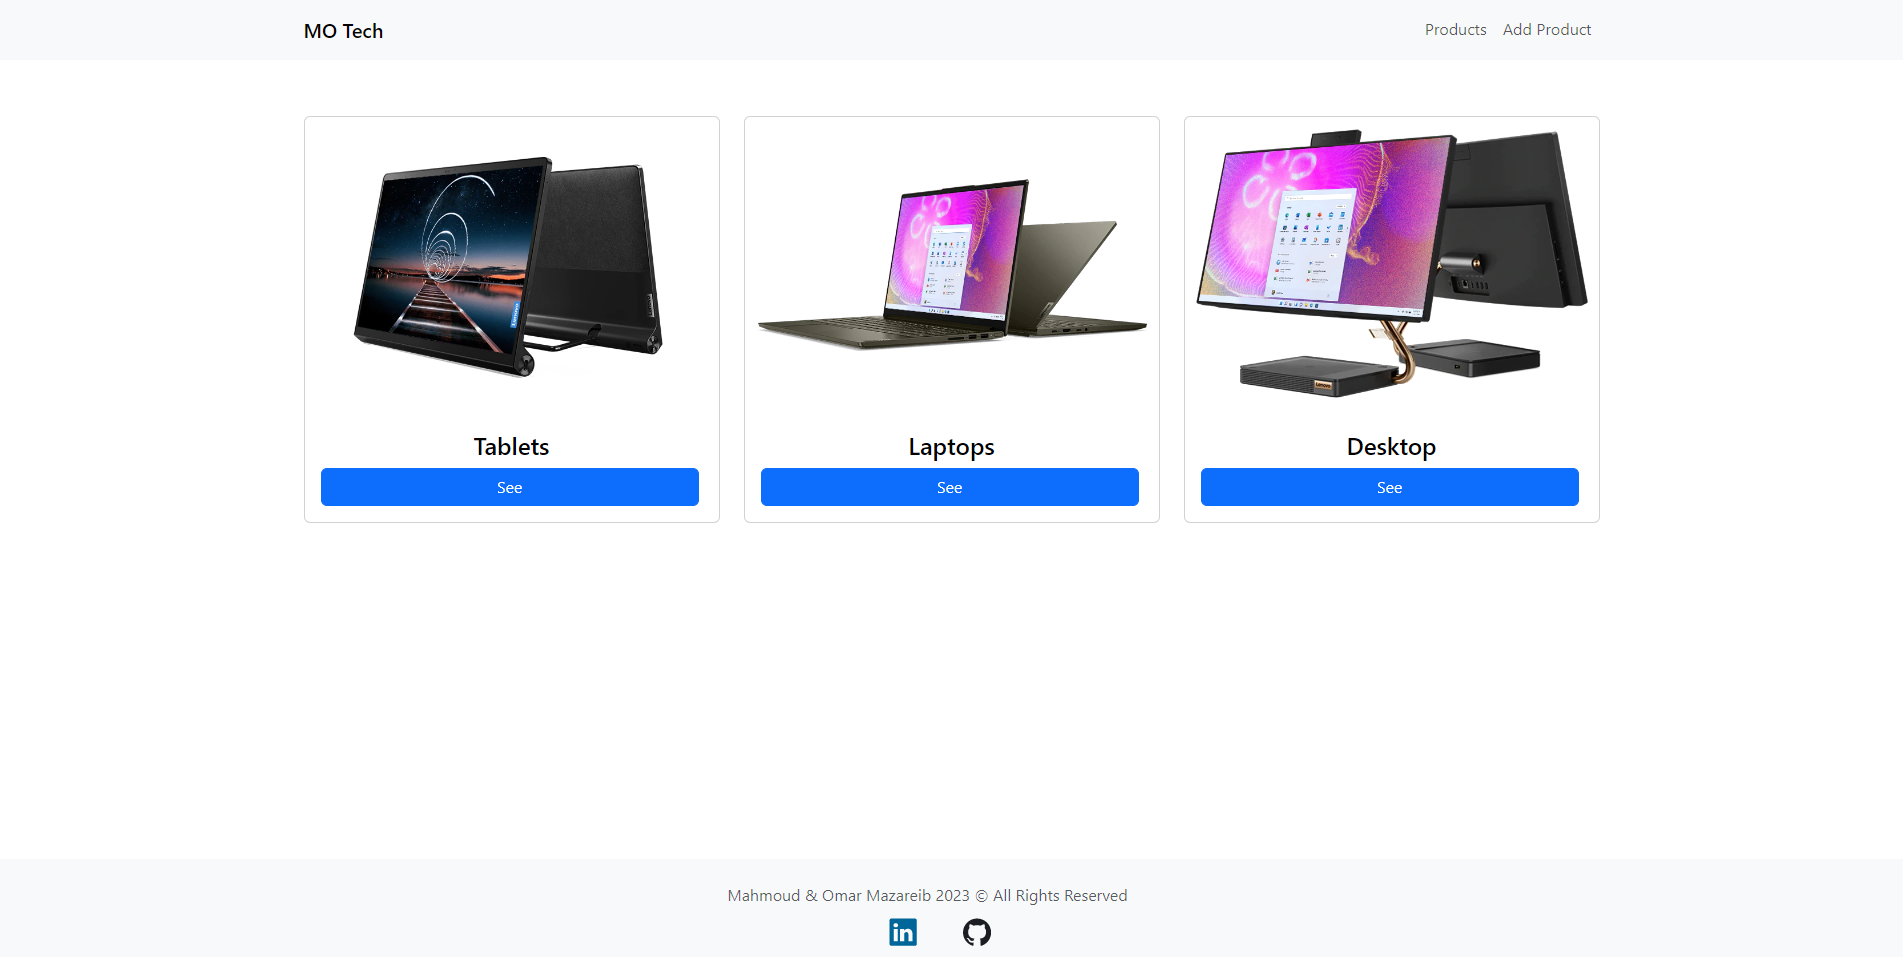 MO Tech
Products Add Product
Tablets
See
Laptops
See
Desktop
See
Mahmoud & Omar Mazareib 2023 © All Rights Reserved
in